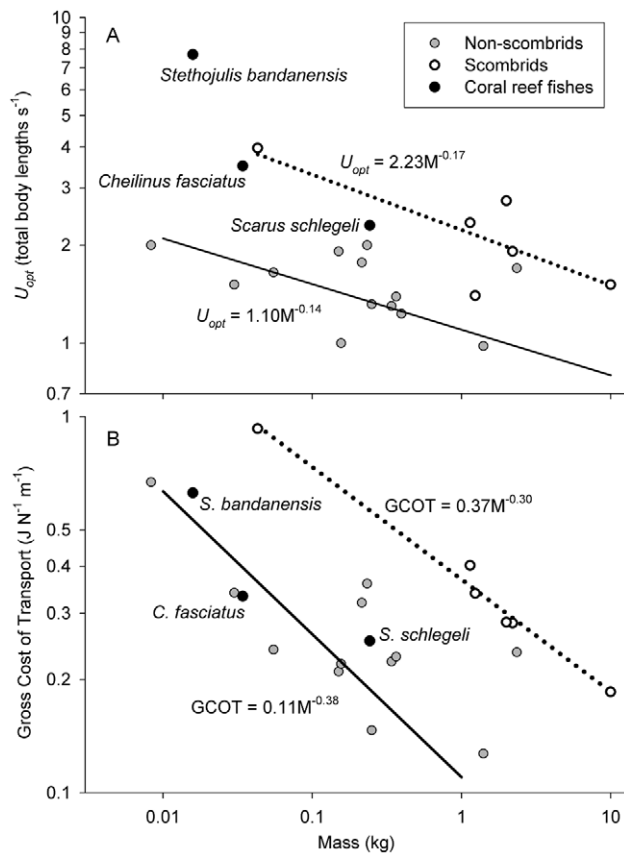 A
Non-scombrids
Scombrids
Coral reef fishes
Stethojulis bandanensis
Cheilinus fasciatus
Scarus schlegeli
U_opt = 2.23M^-0.17
U_opt = 1.10M^-0.14
U_opt (total body lengths s^-1)
10
9
8
7
6
5
4
3
2
1
0.7
B
S. bandanensis
C. fasciatus
S. schlegeli
GCOT = 0.37M^-0.30
GCOT = 0.11M^-0.38
Gross Cost of Transport (J N^-1 m^-1)
1
0.5
0.4
0.3
0.2
0.1
0.01 0.1 1 10
Mass (kg)